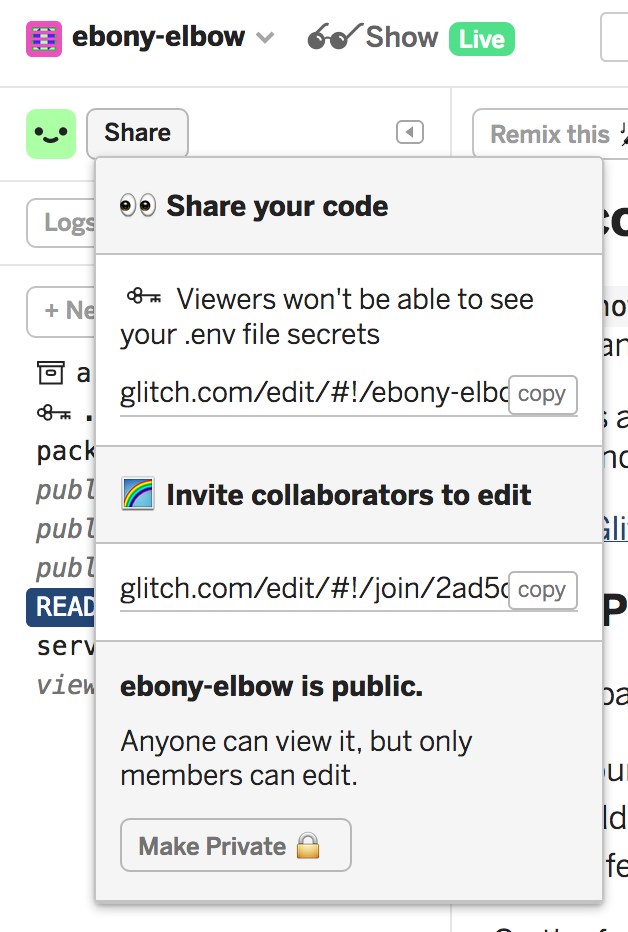 ebony-elbow
Show
Live
Share
Remix this
Share your code
Logs
Viewers won't be able to see
your .env file secrets
+ Ne
glitch.com/edit/#!/ebony-elbo
copy
pack
publ
Invite collaborators to edit
publ
publ
glitch.com/edit/#!/join/2ad5c
copy
READ
serv
view
ebony-elbow is public.
Anyone can view it, but only
members can edit.
Make Private